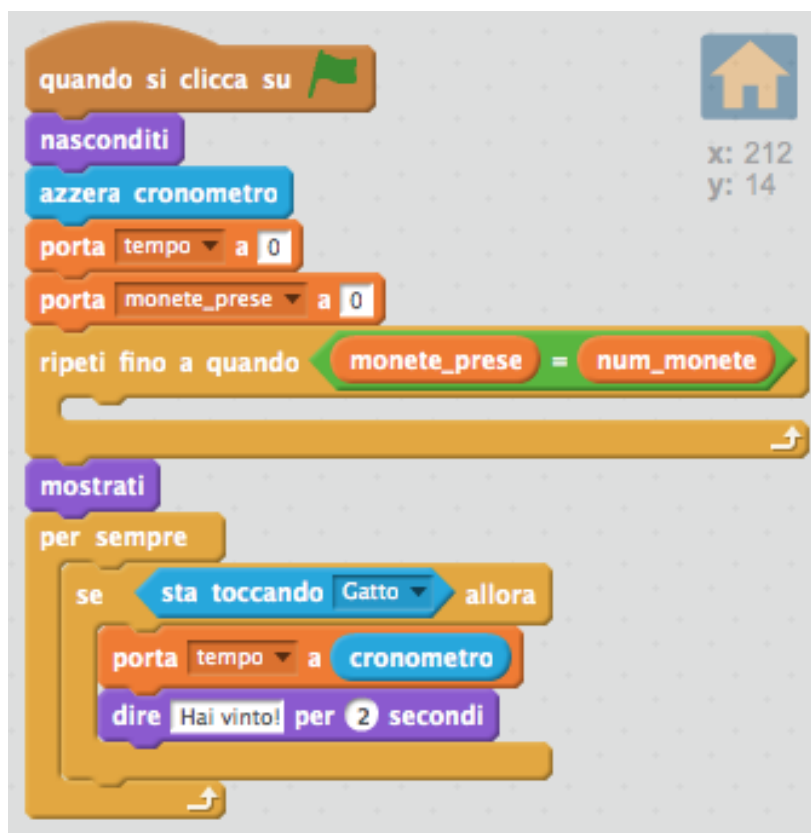 quando si clicca su
nasconditi
x: 212
y: 14
azzera cronometro
porta tempo a 0
porta monete_prese a 0
ripeti fino a quando monete_prese = num_monete
mostrati
per sempre
se sta toccando Gatto allora
porta tempo a cronometro
dire Hai vinto! per 2 secondi